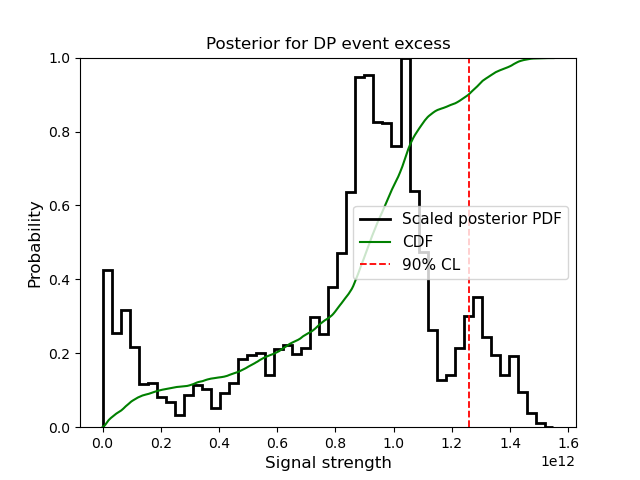 Posterior for DP event excess
Probability
1.0
0.8
0.6
0.4
0.2
0.0
Scaled posterior PDF
CDF
90% CL
0.0 0.2 0.4 0.6 0.8 1.0 1.2 1.4 1.6
1e12
Signal strength